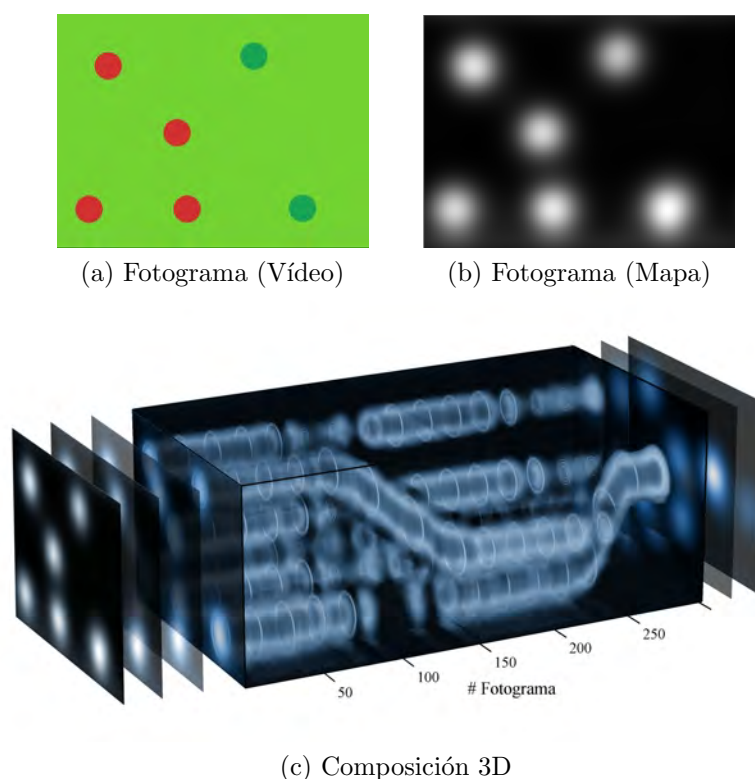 (a) Fotograma (Vídeo)
(b) Fotograma (Mapa)
50
100
150
200
250
# Fotograma
(c) Composición 3D